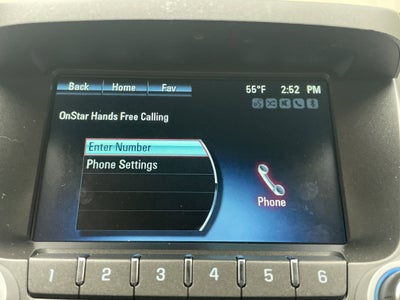 Back Home Fav 55°F 2:52 PM
OnStar Hands Free Calling
Enter Number
Phone Settings
Phone
1 2 3 4 5 6